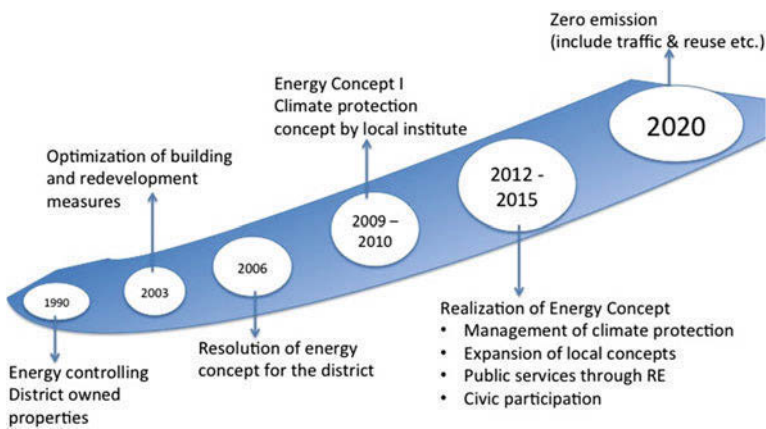 Zero emission
(include traffic & reuse etc.)
2020
Energy Concept I
Climate protection
concept by local institute
2012 -
2015
Optimization of building
and redevelopment
measures
2009 –
2010
2006
2003
1990
Energy controlling
District owned
properties
Resolution of energy
concept for the district
Realization of Energy Concept
• Management of climate protection
• Expansion of local concepts
• Public services through RE
• Civic participation